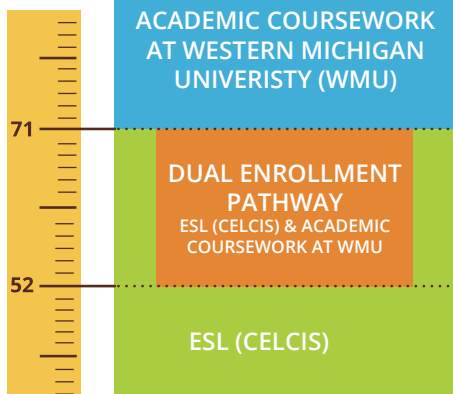 ACADEMIC COURSEWORK
AT WESTERN MICHIGAN
UNIVERISTY (WMU)
71
DUAL ENROLLMENT
PATHWAY
ESL (CELCIS) & ACADEMIC
COURSEWORK AT WMU
52
ESL (CELCIS)